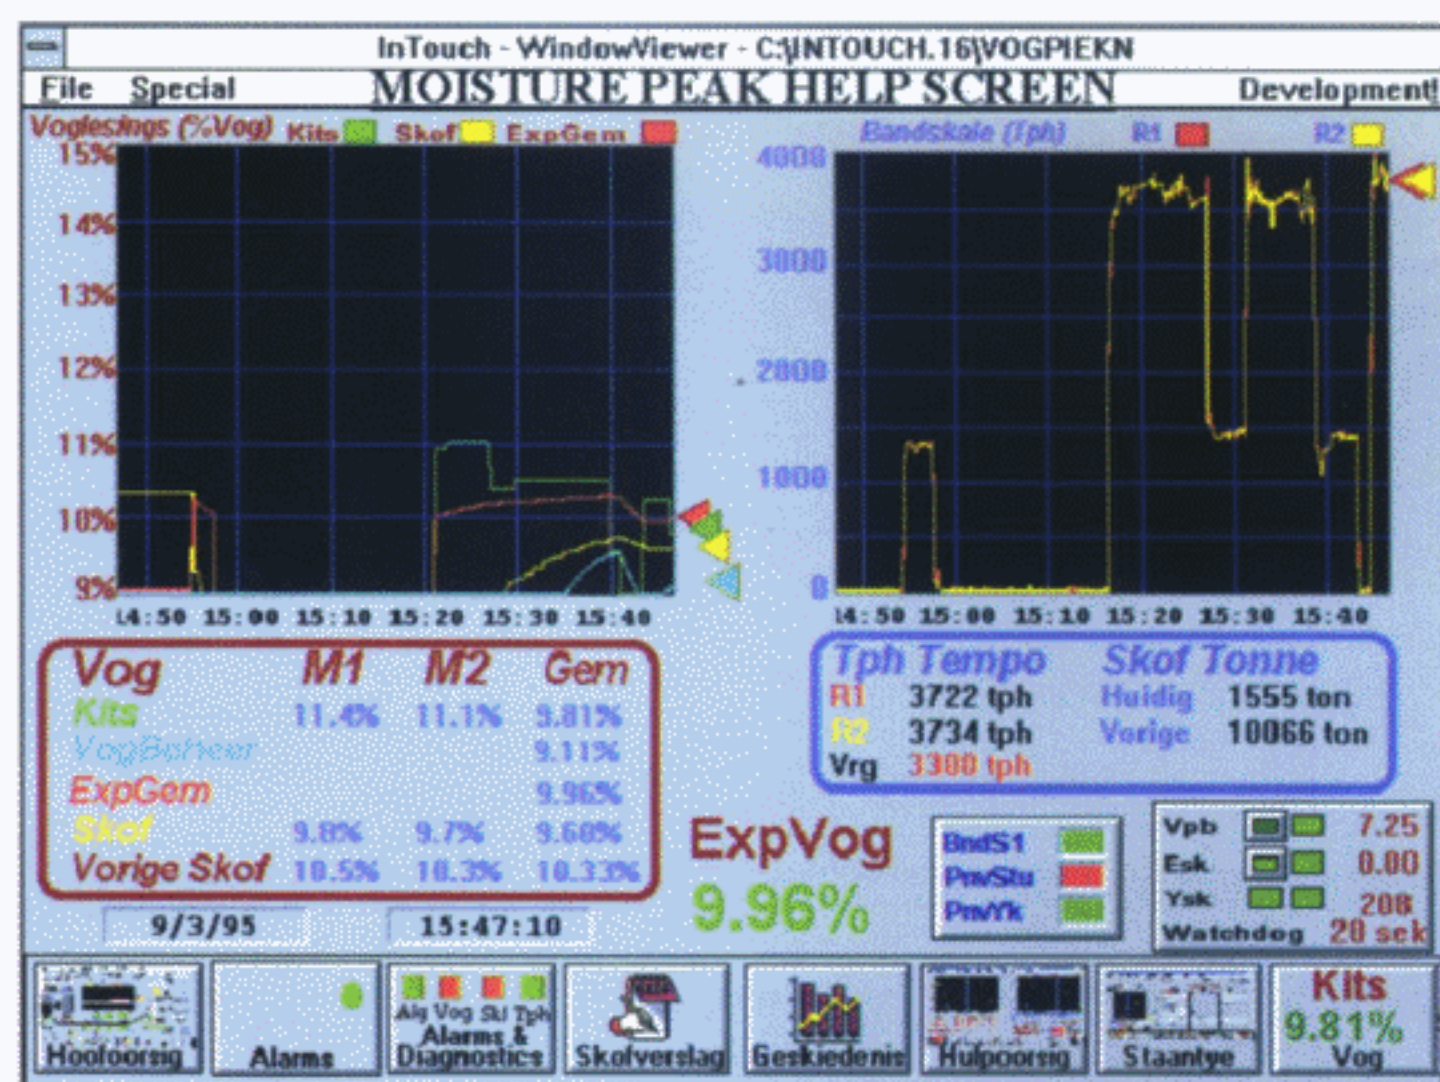 InTouch - WindowViewer - C:\INTOUCH.16\VOGPIEKN
File Special MOISTURE PEAK HELP SCREEN Development!
Voglesings (%Vog) Kits Skof ExpGem
Bandskale (Tph) R1 R2
15%
14%
13%
12%
11%
10%
9%
14:50 15:00 15:10 15:20 15:30 15:40
4000
3000
2000
1000
0
14:50 15:00 15:10 15:20 15:30 15:40
Vog M1 M2 Gem
Kits 11.4% 11.1% 9.81%
VogBeheer 9.11%
ExpGem 9.96%
Skof 9.8% 9.7% 9.60%
Vorige Skof 10.5% 10.3% 10.33%
9/3/95 15:47:10
Tph Tempo Skof Tonne
R1 3722 tph Huidig 1555 ton
R2 3734 tph Vorige 10066 ton
Vrg 3300 tph
ExpVog
9.96%
BndS1
PnvStu
PnvYk
Vpb 7.25
Esk 0.00
Ysk 208
Watchdog 20 sek
Hoofoorsig
Alarms
Alg Vog Skf Tph
Alarms &
Diagnostics
Skofverslag
Geskiedenis
Hulpoorsig
Staantye
Kits
9.81%
Vog